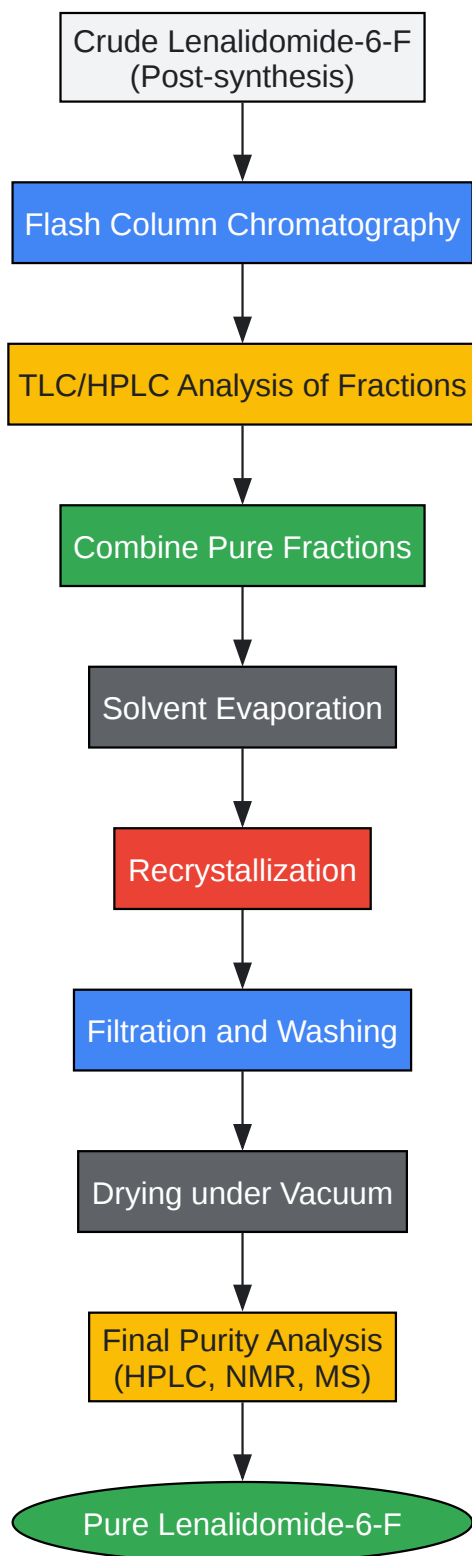 Crude Lenalidomide-6-F
(Post-synthesis)
Flash Column Chromatography
TLC/HPLC Analysis of Fractions
Combine Pure Fractions
Solvent Evaporation
Recrystallization
Filtration and Washing
Drying under Vacuum
Final Purity Analysis
(HPLC, NMR, MS)
Pure Lenalidomide-6-F